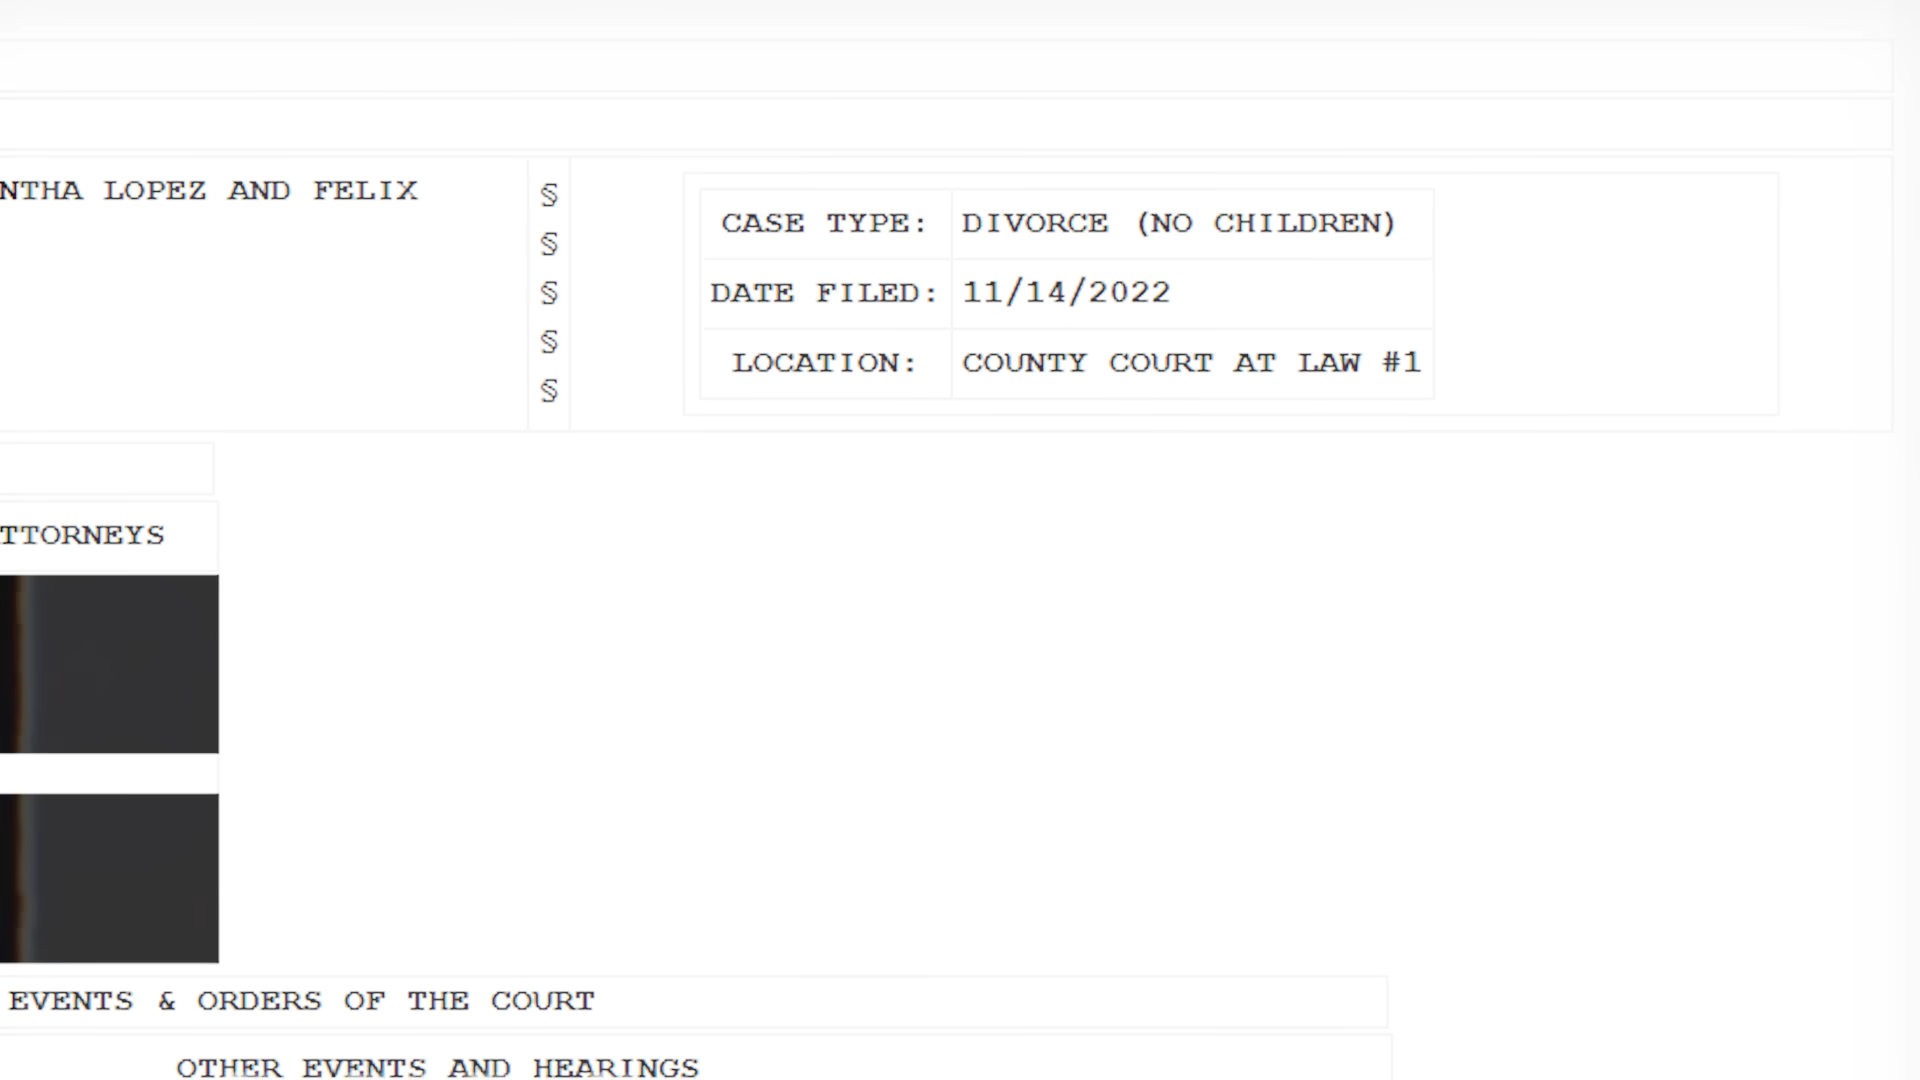 NTHA LOPEZ AND FELIX
§
§
§
§
§
CASE TYPE: DIVORCE (NO CHILDREN)
DATE FILED: 11/14/2022
LOCATION: COUNTY COURT AT LAW #1
TTORNEYS
EVENTS & ORDERS OF THE COURT
OTHER EVENTS AND HEARINGS